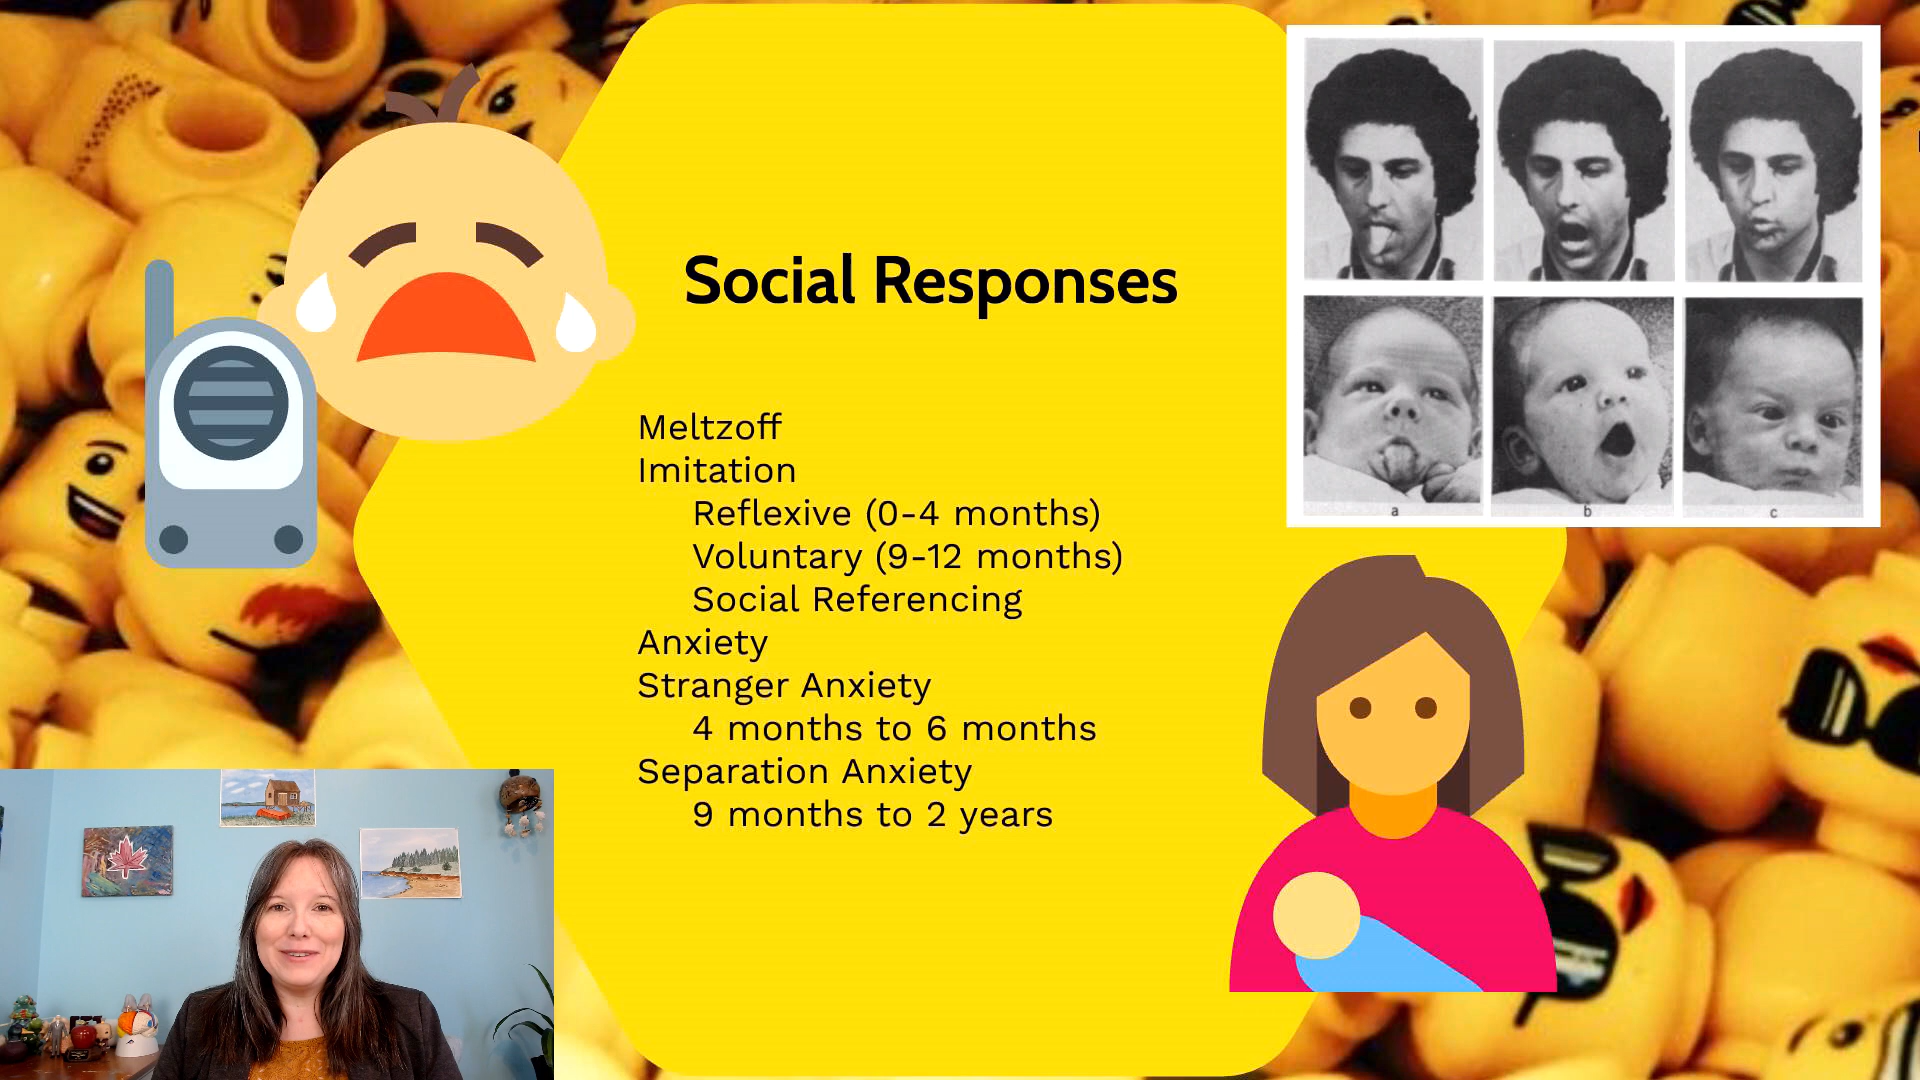 Social Responses
Meltzoff
Imitation
Reflexive (0-4 months)
Voluntary (9-12 months)
Social Referencing
Anxiety
Stranger Anxiety
4 months to 6 months
Separation Anxiety
9 months to 2 years
a b c